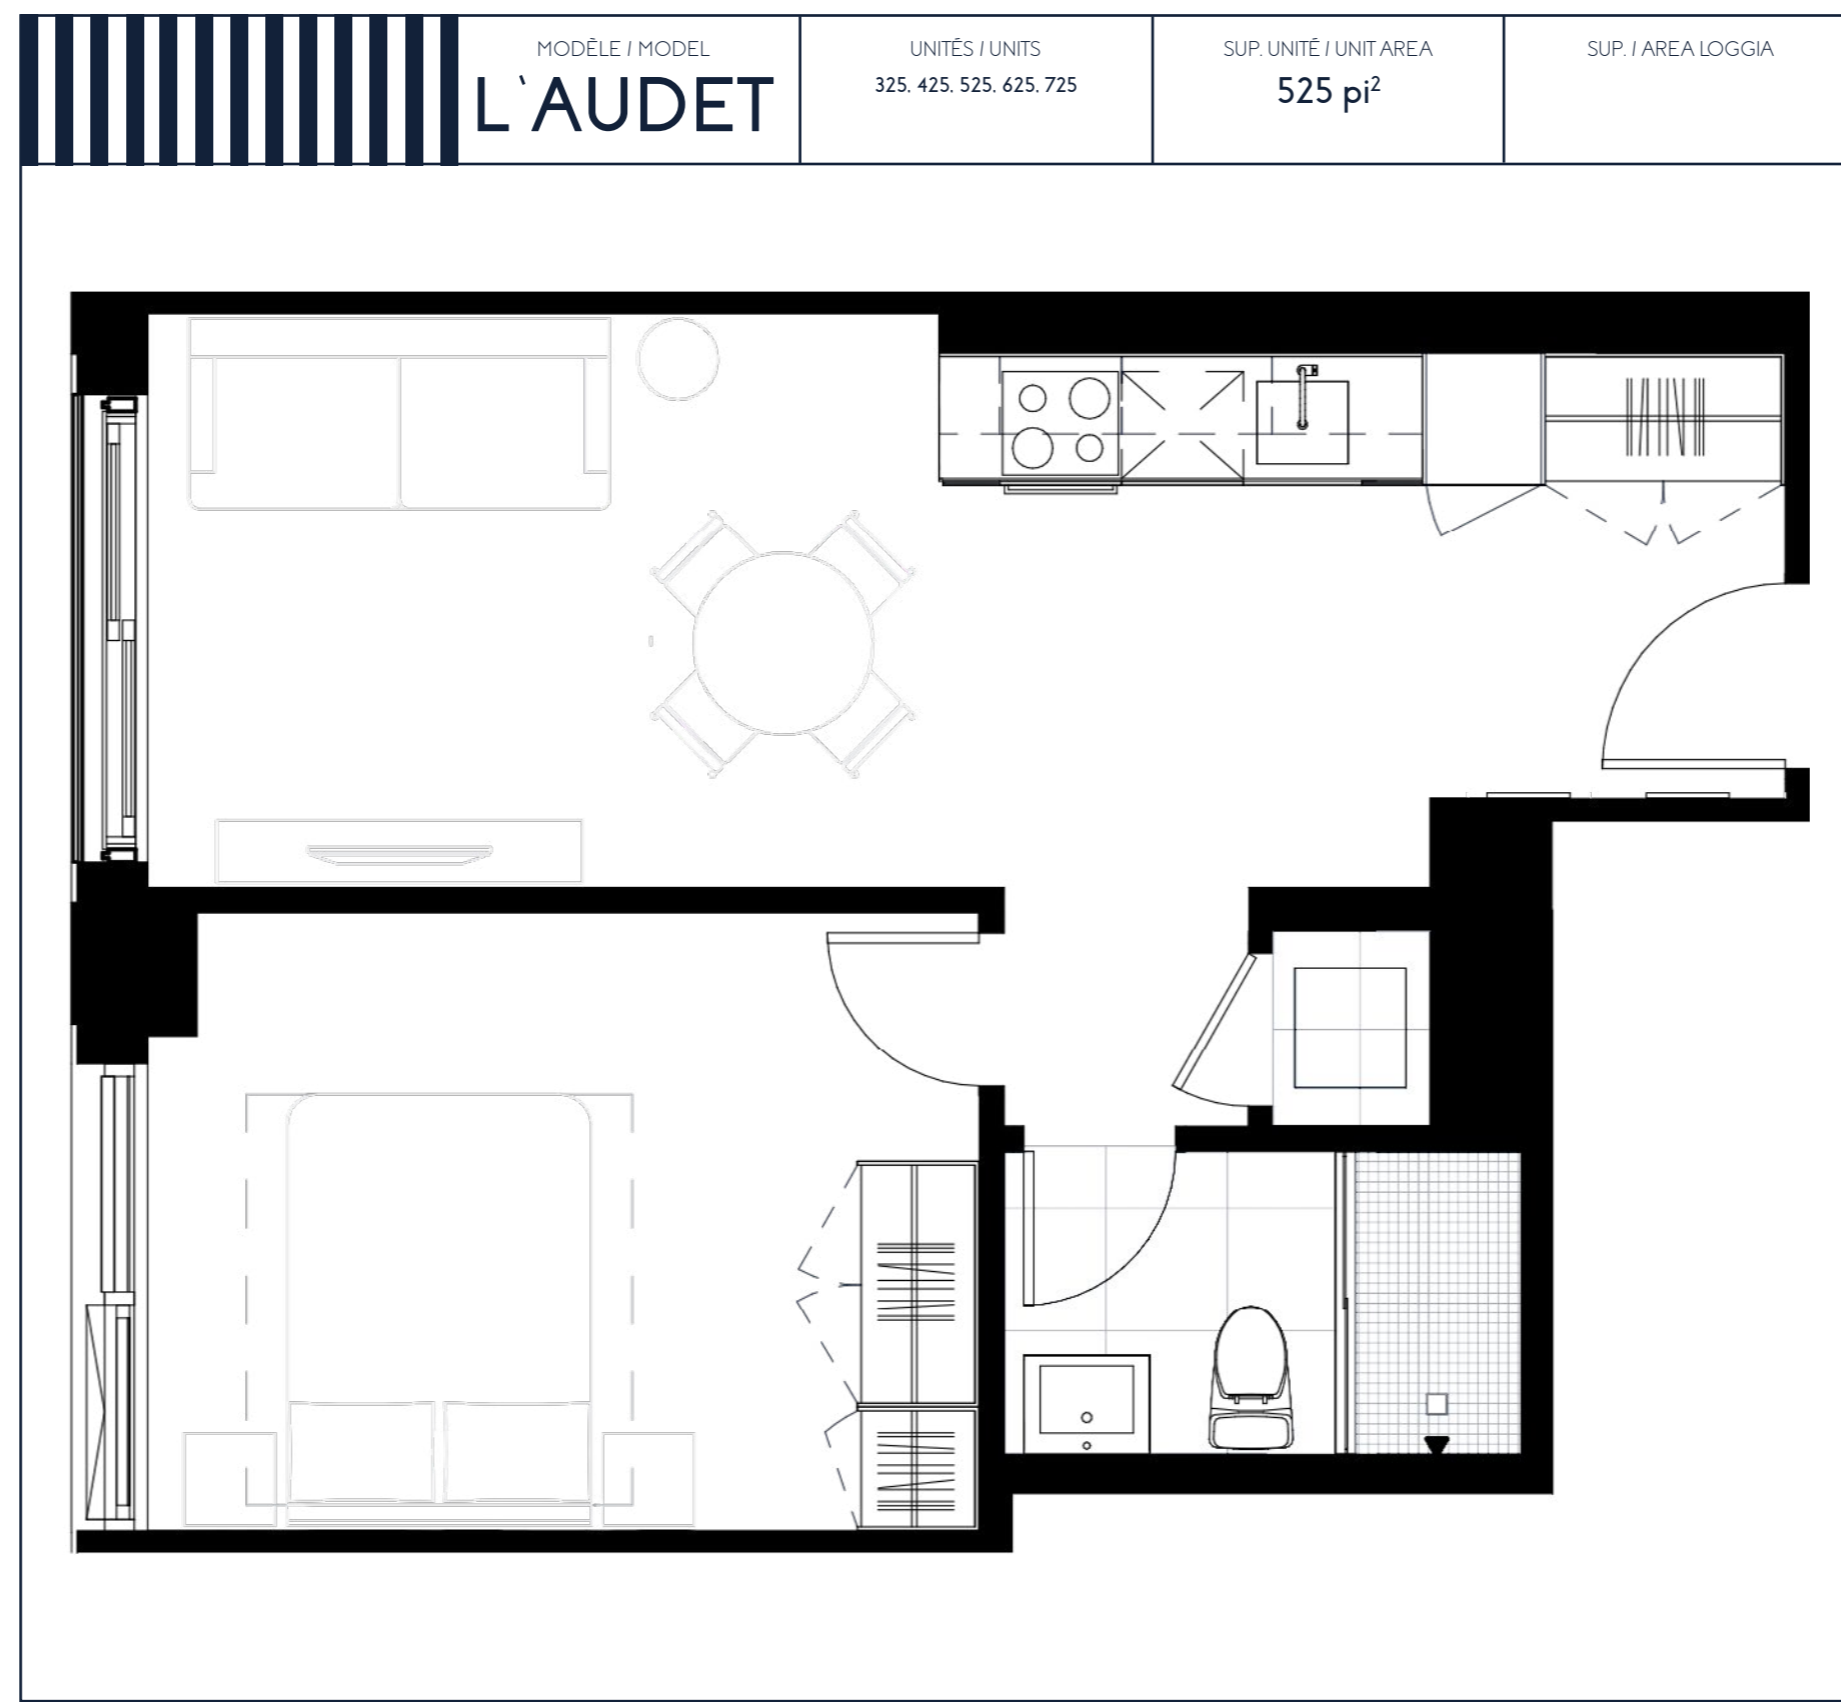 MODÈLE / MODEL
L`AUDET
UNITÉS / UNITS
325, 425, 525, 625, 725
SUP. UNITÉ / UNIT AREA
525 pi²
SUP. / AREA LOGGIA